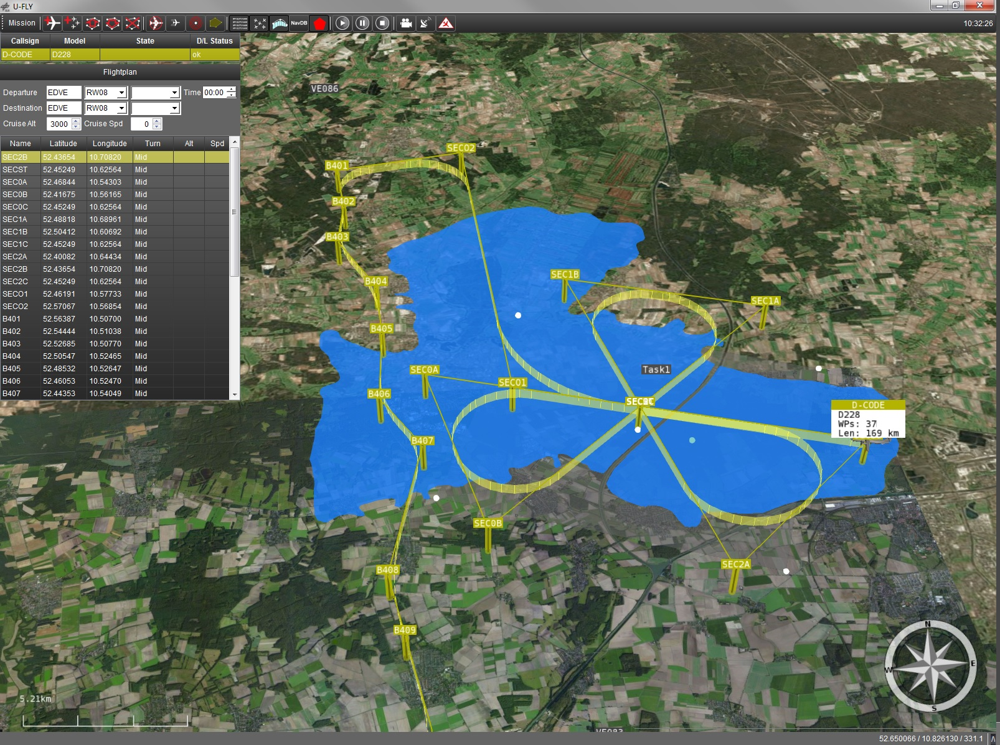 U-FLY
Mission
NavDB
10:32:26
Callsign Model State D/L Status
D-CODE D228 ok
Flightplan
Departure EDVE RW08 Time 00:00
Destination EDVE RW08
Cruise Alt 3000 Cruise Spd 0
Name Latitude Longitude Turn Alt Spd
SEC2B 52.43654 10.70820 Mid
SECST 52.45249 10.62564 Mid
SEC0A 52.46844 10.54303 Mid
SEC0B 52.41675 10.56165 Mid
SEC0C 52.45249 10.62564 Mid
SEC1A 52.48818 10.68961 Mid
SEC1B 52.50412 10.60692 Mid
SEC1C 52.45249 10.62564 Mid
SEC2A 52.40082 10.64434 Mid
SEC2B 52.43654 10.70820 Mid
SEC2C 52.45249 10.62564 Mid
SECO1 52.46191 10.57733 Mid
SECO2 52.57067 10.56854 Mid
B401 52.56387 10.50700 Mid
B402 52.54444 10.51038 Mid
B403 52.52685 10.50770 Mid
B404 52.50547 10.52465 Mid
B405 52.48532 10.52647 Mid
B406 52.46053 10.52470 Mid
B407 52.44353 10.54049 Mid
VE086
SECO2
B401
B402
B403
SEC1B
B404
SEC1A
B405
SEC0A
Task1
SECO1
B406
D-CODE
D228
WPs: 37
Len: 169 km
B407
SEC0B
SEC2A
B408
B409
N
E
S
W
5.21km
52.650066 / 10.826130 / 331.1